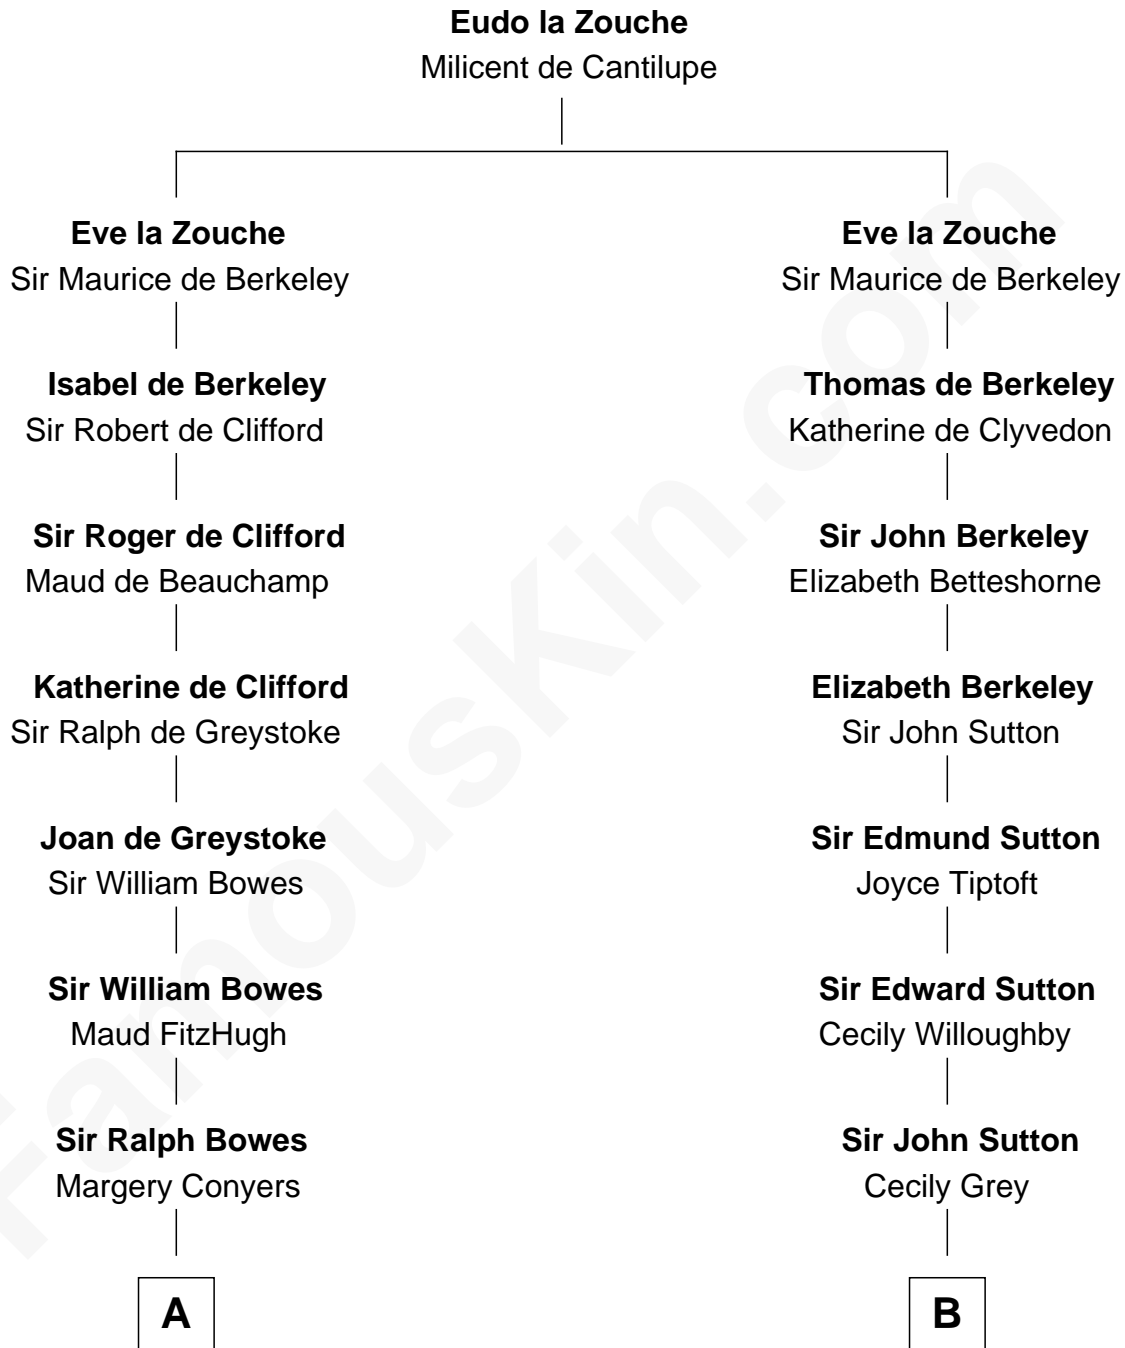 Eudo la Zouche
Milicent de Cantilupe
Eve la Zouche
Sir Maurice de Berkeley
Isabel de Berkeley
Sir Robert de Clifford
Sir Roger de Clifford
Maud de Beauchamp
Katherine de Clifford
Sir Ralph de Greystoke
Joan de Greystoke
Sir William Bowes
Sir William Bowes
Maud FitzHugh
Sir Ralph Bowes
Margery Conyers
A
Eve la Zouche
Sir Maurice de Berkeley
Thomas de Berkeley
Katherine de Clyvedon
Sir John Berkeley
Elizabeth Betteshorne
Elizabeth Berkeley
Sir John Sutton
Sir Edmund Sutton
Joyce Tiptoft
Sir Edward Sutton
Cecily Willoughby
Sir John Sutton
Cecily Grey
B
FamousKin.com